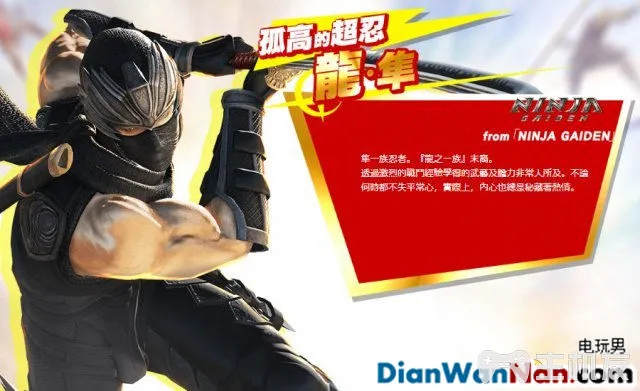 孤高的超忍
龍·隼
NINJA
GAIDEN
from「NINJA GAIDEN」
隼一族忍者。『龍之一族』末裔。
透過激烈的戰鬥經驗學得的武藝及膽力非常人所及。不論
何時都不失平常心，實際上，內心也總是秘藏著熱情。
电玩男
DianWanNan.com